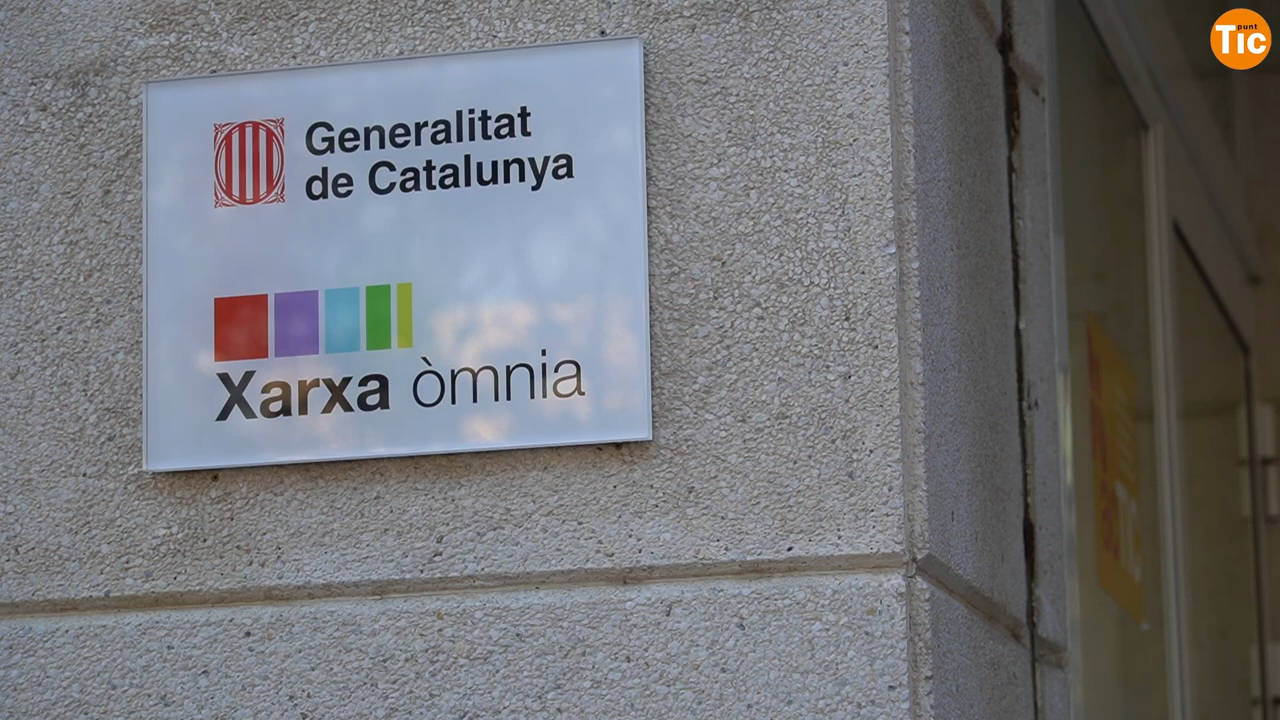 punt
Tic
Generalitat
de Catalunya
Xarxa òmnia